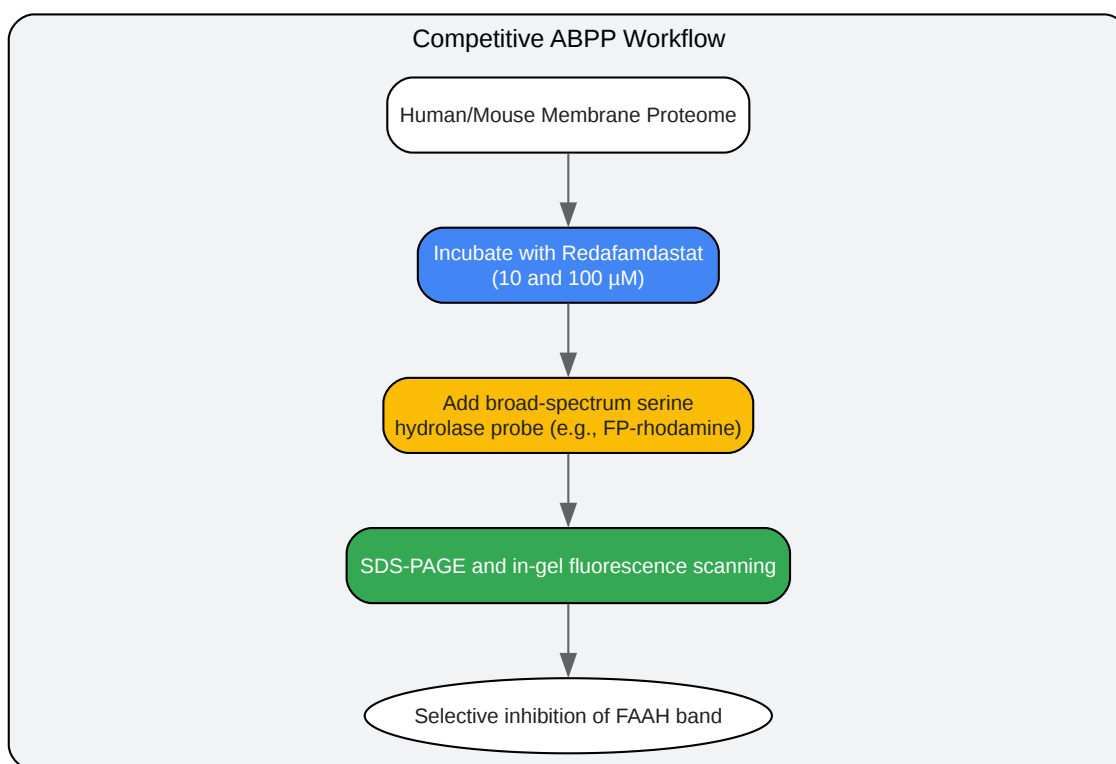 Competitive ABPP Workflow
Human/Mouse Membrane Proteome
Incubate with Redafamdastat
(10 and 100 µM)
Add broad-spectrum serine
hydrolase probe (e.g., FP-rhodamine)
SDS-PAGE and in-gel fluorescence scanning
Selective inhibition of FAAH band